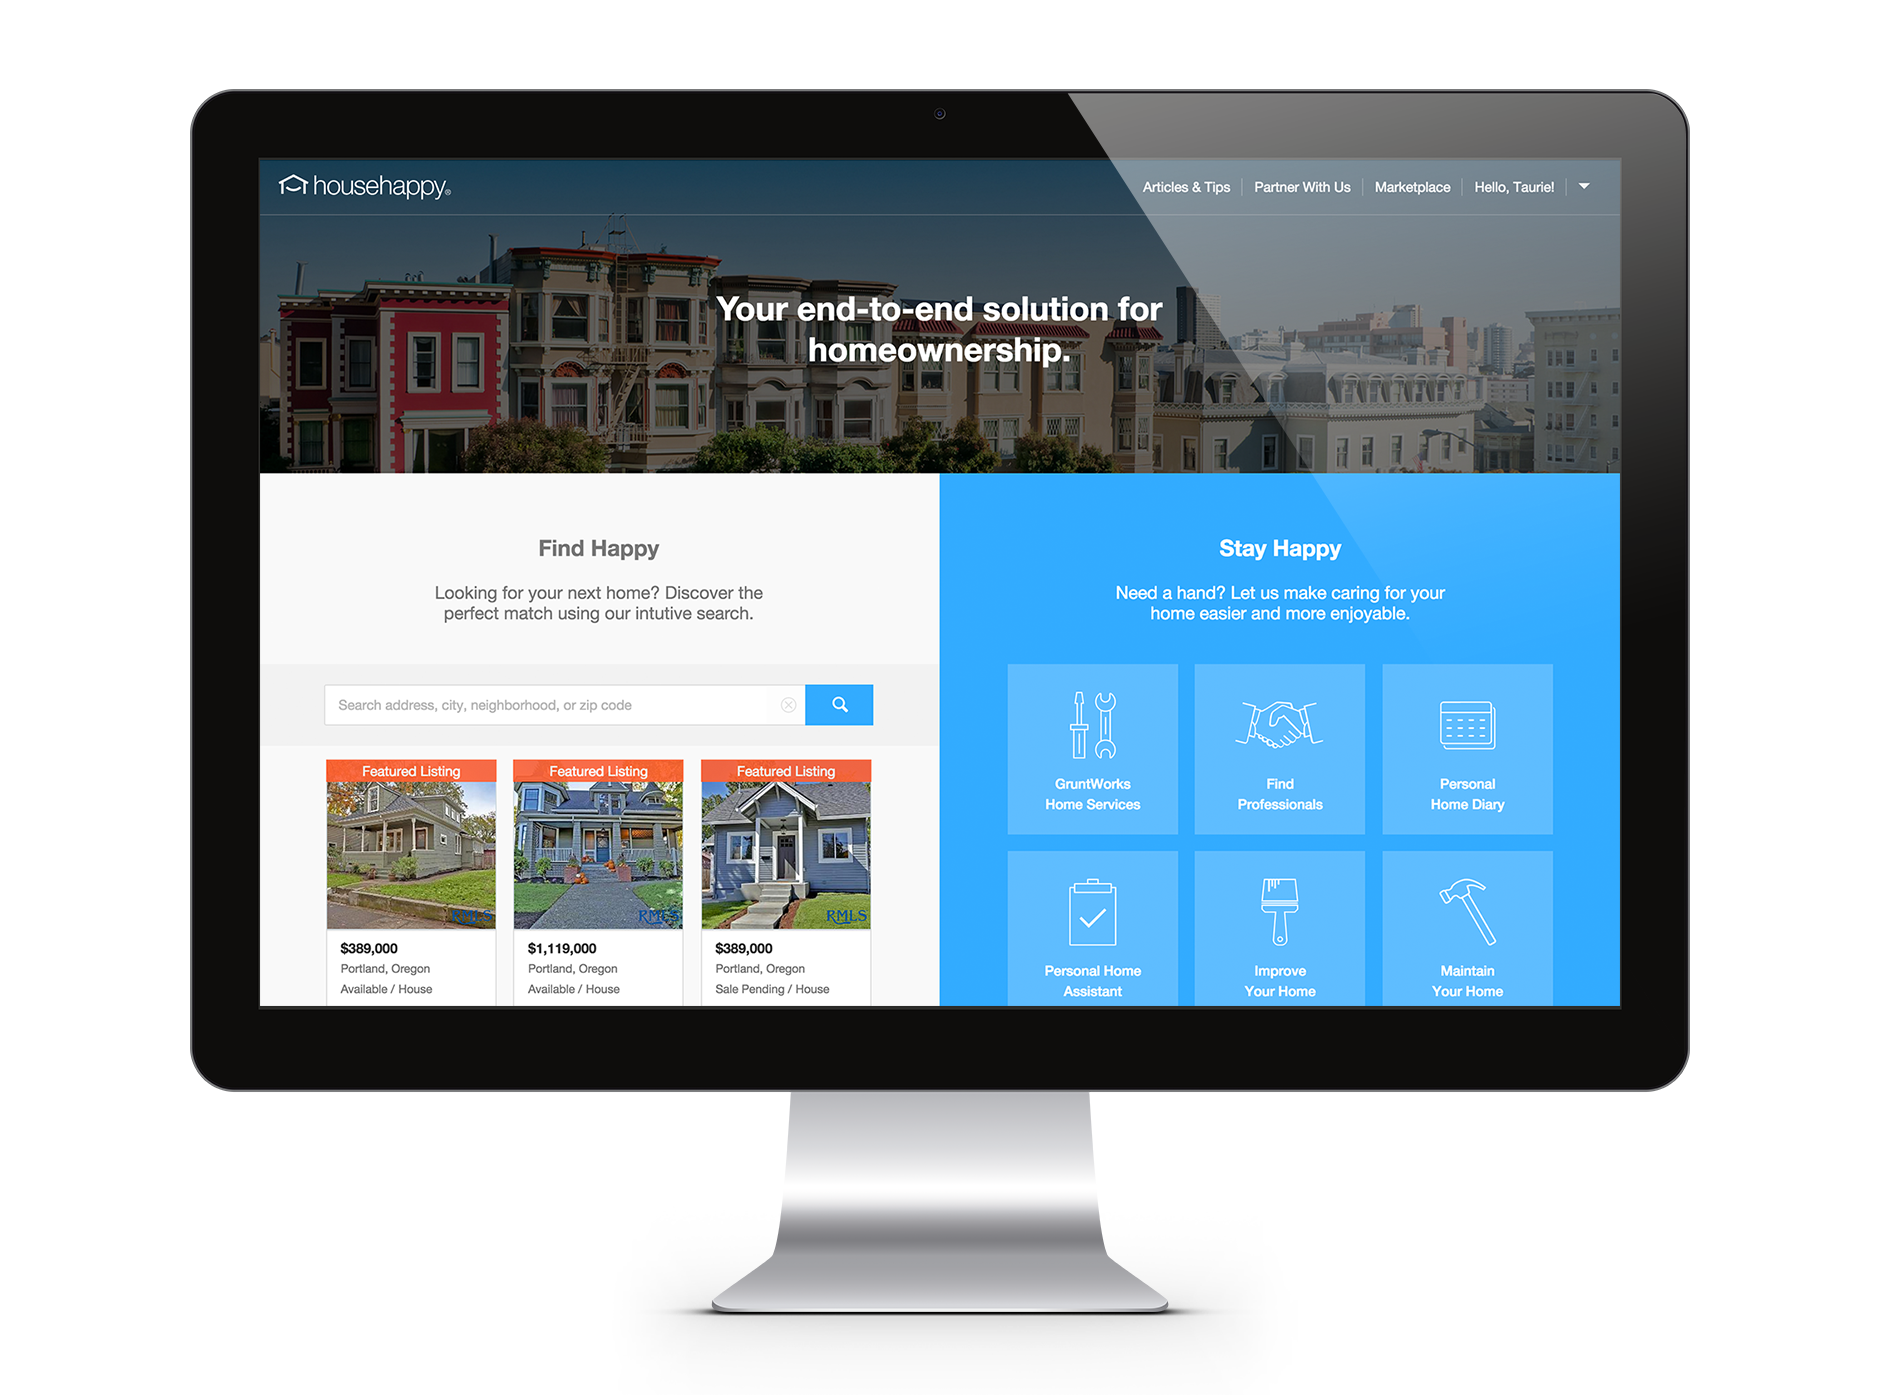 househappy®
Articles & Tips
Partner With Us
Marketplace
Hello, Taurie!
Your end-to-end solution for
homeownership.
Find Happy
Looking for your next home? Discover the
perfect match using our intutive search.
Search address, city, neighborhood, or zip code
Featured Listing
RMLS
$389,000
Portland, Oregon
Available / House
Featured Listing
RMLS
$1,119,000
Portland, Oregon
Available / House
Featured Listing
RMLS
$389,000
Portland, Oregon
Sale Pending / House
Stay Happy
Need a hand? Let us make caring for your
home easier and more enjoyable.
GruntWorks
Home Services
Find
Professionals
Personal
Home Diary
Personal Home
Assistant
Improve
Your Home
Maintain
Your Home